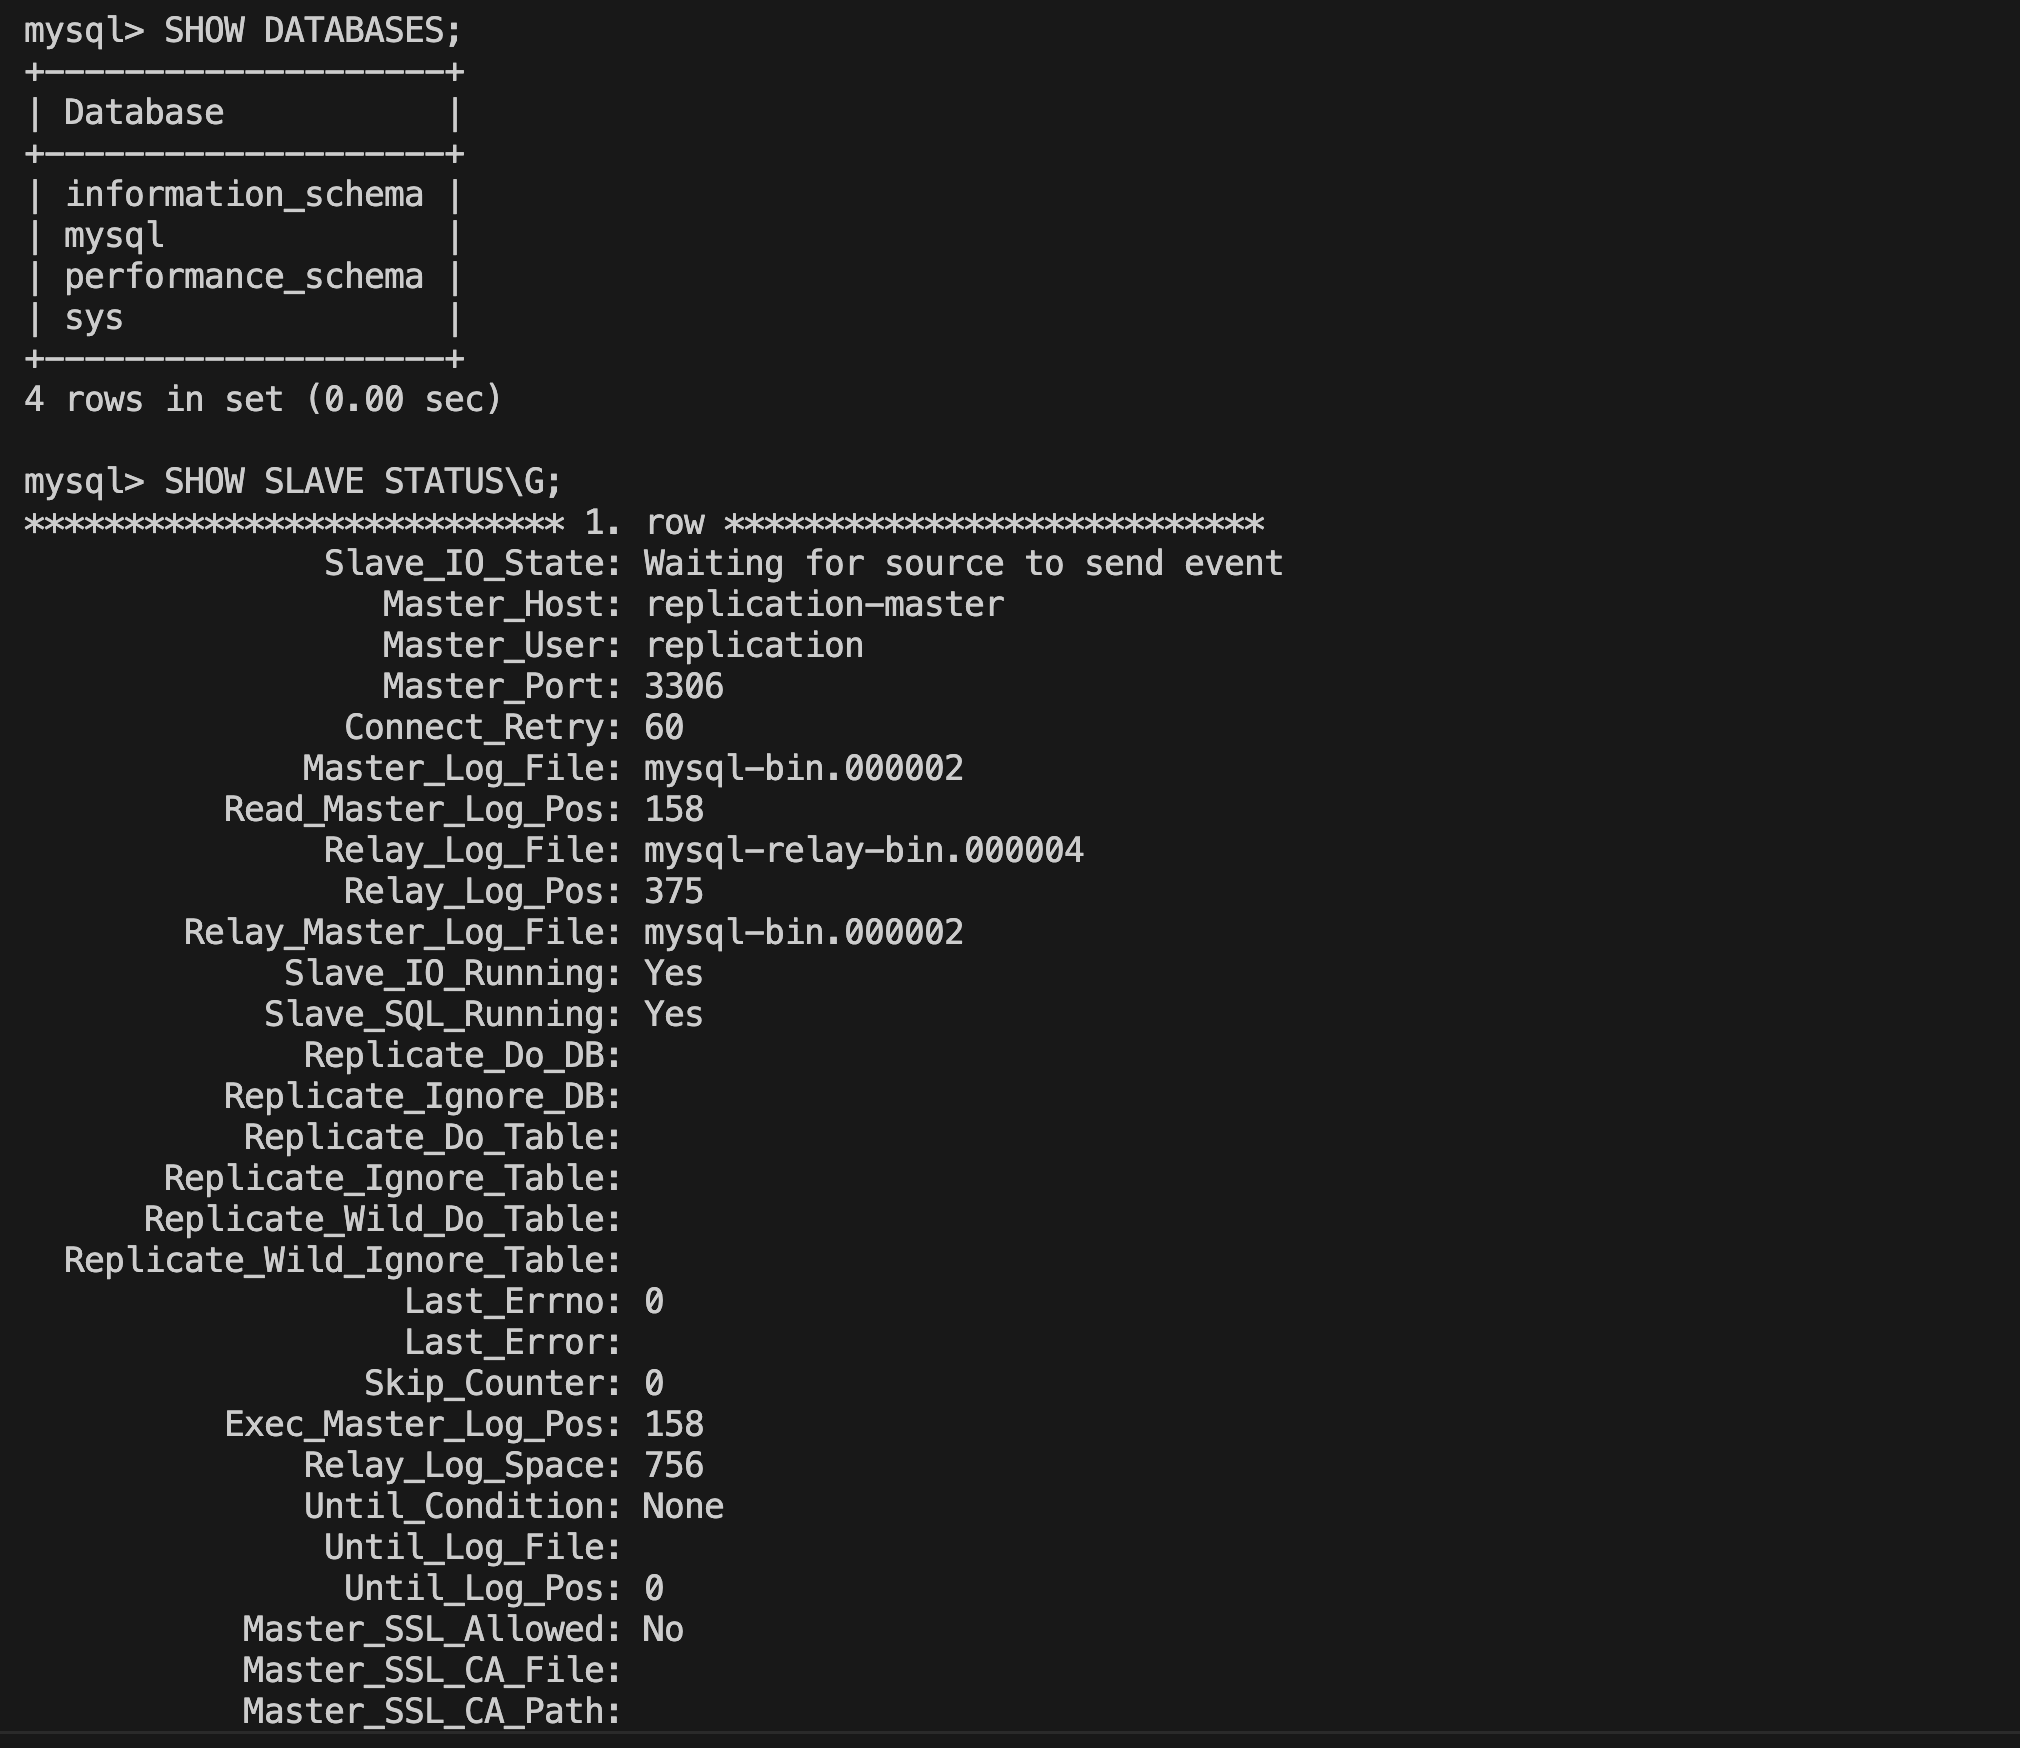 mysql> SHOW DATABASES;
+--------------------+
| Database           |
+--------------------+
| information_schema |
| mysql              |
| performance_schema |
| sys                |
+--------------------+
4 rows in set (0.00 sec)

mysql> SHOW SLAVE STATUS\G;
*************************** 1. row ***************************
               Slave_IO_State: Waiting for source to send event
                  Master_Host: replication-master
                  Master_User: replication
                  Master_Port: 3306
                Connect_Retry: 60
              Master_Log_File: mysql-bin.000002
          Read_Master_Log_Pos: 158
               Relay_Log_File: mysql-relay-bin.000004
                Relay_Log_Pos: 375
        Relay_Master_Log_File: mysql-bin.000002
             Slave_IO_Running: Yes
            Slave_SQL_Running: Yes
              Replicate_Do_DB:
          Replicate_Ignore_DB:
           Replicate_Do_Table:
       Replicate_Ignore_Table:
      Replicate_Wild_Do_Table:
  Replicate_Wild_Ignore_Table:
                   Last_Errno: 0
                   Last_Error:
                 Skip_Counter: 0
          Exec_Master_Log_Pos: 158
              Relay_Log_Space: 756
              Until_Condition: None
               Until_Log_File:
                Until_Log_Pos: 0
           Master_SSL_Allowed: No
           Master_SSL_CA_File:
           Master_SSL_CA_Path: